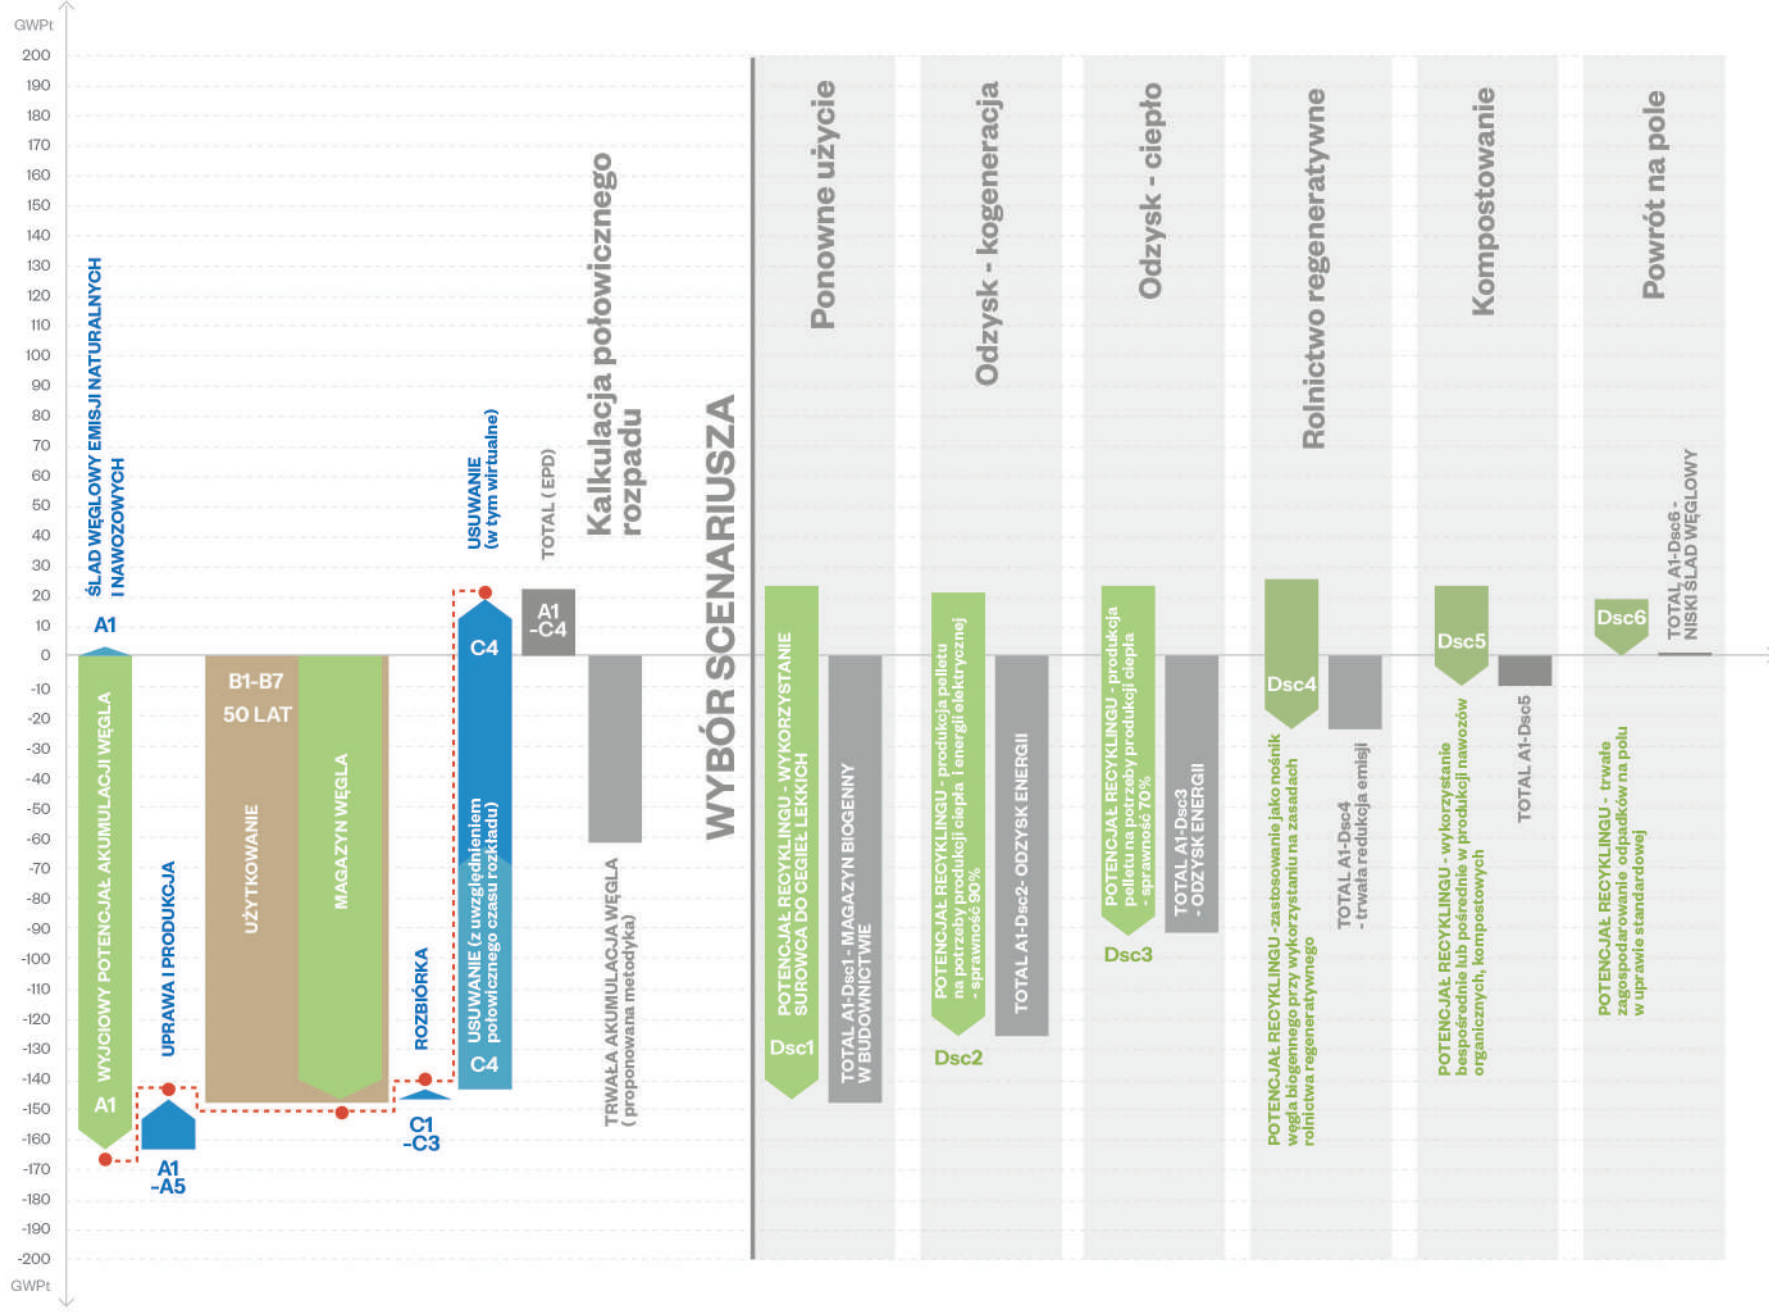 GWPt
200
190
180
170
160
150
140
130
120
110
100
90
80
70
60
50
40
30
20
10
0
-10
-20
-30
-40
-50
-60
-70
-80
-90
-100
-110
-120
-130
-140
-150
-160
-170
-180
-190
-200
GWPt
ŚLAD WĘGLOWY EMISJI NATURALNYCH
I NAWOZOWYCH
A1
WYJCIOWY POTENCJAŁ AKUMULACJI WĘGLA
A1
UPRAWA I PRODUKCJA
A1
-A5
B1-B7
50 LAT
UŻYTKOWANIE
MAGAZYN WĘGLA
ROZBIÓRKA
C1
-C3
USUWANIE
(w tym wirtualne)
C4
USUWANIE (z uwzględnieniem
połowicznego czasu rozkładu)
C4
TOTAL ( EPD)
A1
-C4
Kalkulacja połowicznego
rozpadu
TRWAŁA AKUMULACJA WĘGLA
( proponowana metodyka)
WYBÓR SCENARIUSZA
Ponowne użycie
POTENCJAŁ RECYKLINGU - WYKORZYSTANIE
SUROWCA DO CEGIEŁ LEKKICH
Dsc1
TOTAL A1-Dsc1 - MAGAZYN BIOGENNY
W BUDOWNICTWIE
Odzysk - kogeneracja
POTENCJAŁ RECYKLINGU - produkcja pelletu
na potrzeby produkcji ciepła i energii elektrycznej
- sprawność 90%
Dsc2
TOTAL A1-Dsc2- ODZYSK ENERGII
Odzysk - ciepło
POTENCJAŁ RECYKLINGU - produkcja
pelletu na potrzeby produkcji ciepła
- sprawność 70%
Dsc3
TOTAL A1-Dsc3
- ODZYSK ENERGII
Rolnictwo regeneratywne
Dsc4
POTENCJAŁ RECYKLINGU -zastosowanie jako nośnik
węgla biogennego przy wykorzystaniu na zasadach
rolnictwa regeneratywnego
TOTAL A1-Dsc4
- trwała redukcja emisji
Kompostowanie
Dsc5
POTENCJAŁ RECYKLINGU - wykorzystanie
bespośrednie lub pośrednie w produkcji nawozów
organicznych, kompostowych
TOTAL A1-Dsc5
Powrót na pole
Dsc6
POTENCJAŁ RECYKLINGU - trwałe
zagospodarowanie odpadków na polu
w uprawie standardowej
TOTAL A1-Dsc6 -
NISKI ŚLAD WĘGLOWY